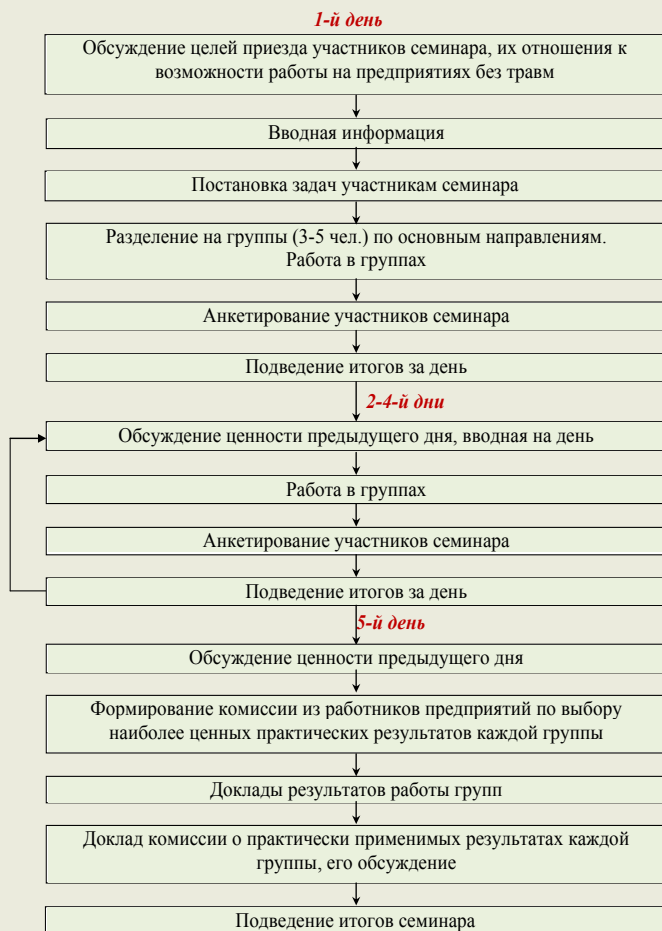 1-й день
Обсуждение целей приезда участников семинара, их отношения к
возможности работы на предприятиях без травм
Вводная информация
Постановка задач участникам семинара
Разделение на группы (3-5 чел.) по основным направлениям.
Работа в группах
Анкетирование участников семинара
Подведение итогов за день
2-4-й дни
Обсуждение ценности предыдущего дня, вводная на день
Работа в группах
Анкетирование участников семинара
Подведение итогов за день
5-й день
Обсуждение ценности предыдущего дня
Формирование комиссии из работников предприятий по выбору
наиболее ценных практических результатов каждой группы
Доклады результатов работы групп
Доклад комиссии о практически применимых результатах каждой
группы, его обсуждение
Подведение итогов семинара